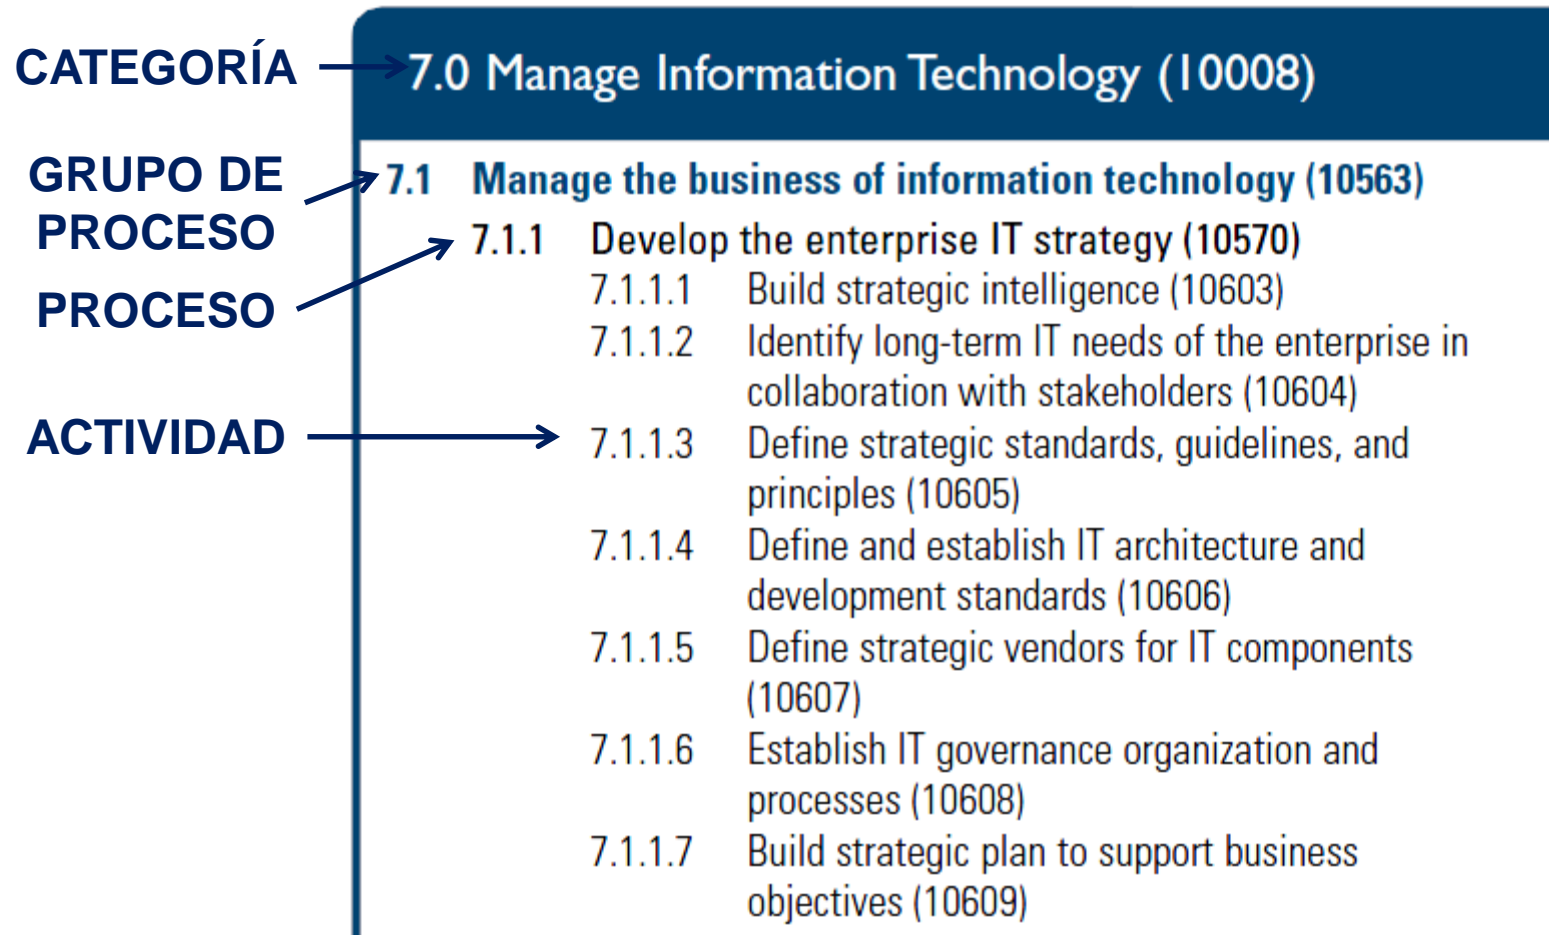 CATEGORÍA
7.0 Manage Information Technology (10008)
GRUPO DE
PROCESO
7.1 Manage the business of information technology (10563)
PROCESO
7.1.1 Develop the enterprise IT strategy (10570)
7.1.1.1 Build strategic intelligence (10603)
7.1.1.2 Identify long-term IT needs of the enterprise in
collaboration with stakeholders (10604)
ACTIVIDAD
7.1.1.3 Define strategic standards, guidelines, and
principles (10605)
7.1.1.4 Define and establish IT architecture and
development standards (10606)
7.1.1.5 Define strategic vendors for IT components
(10607)
7.1.1.6 Establish IT governance organization and
processes (10608)
7.1.1.7 Build strategic plan to support business
objectives (10609)